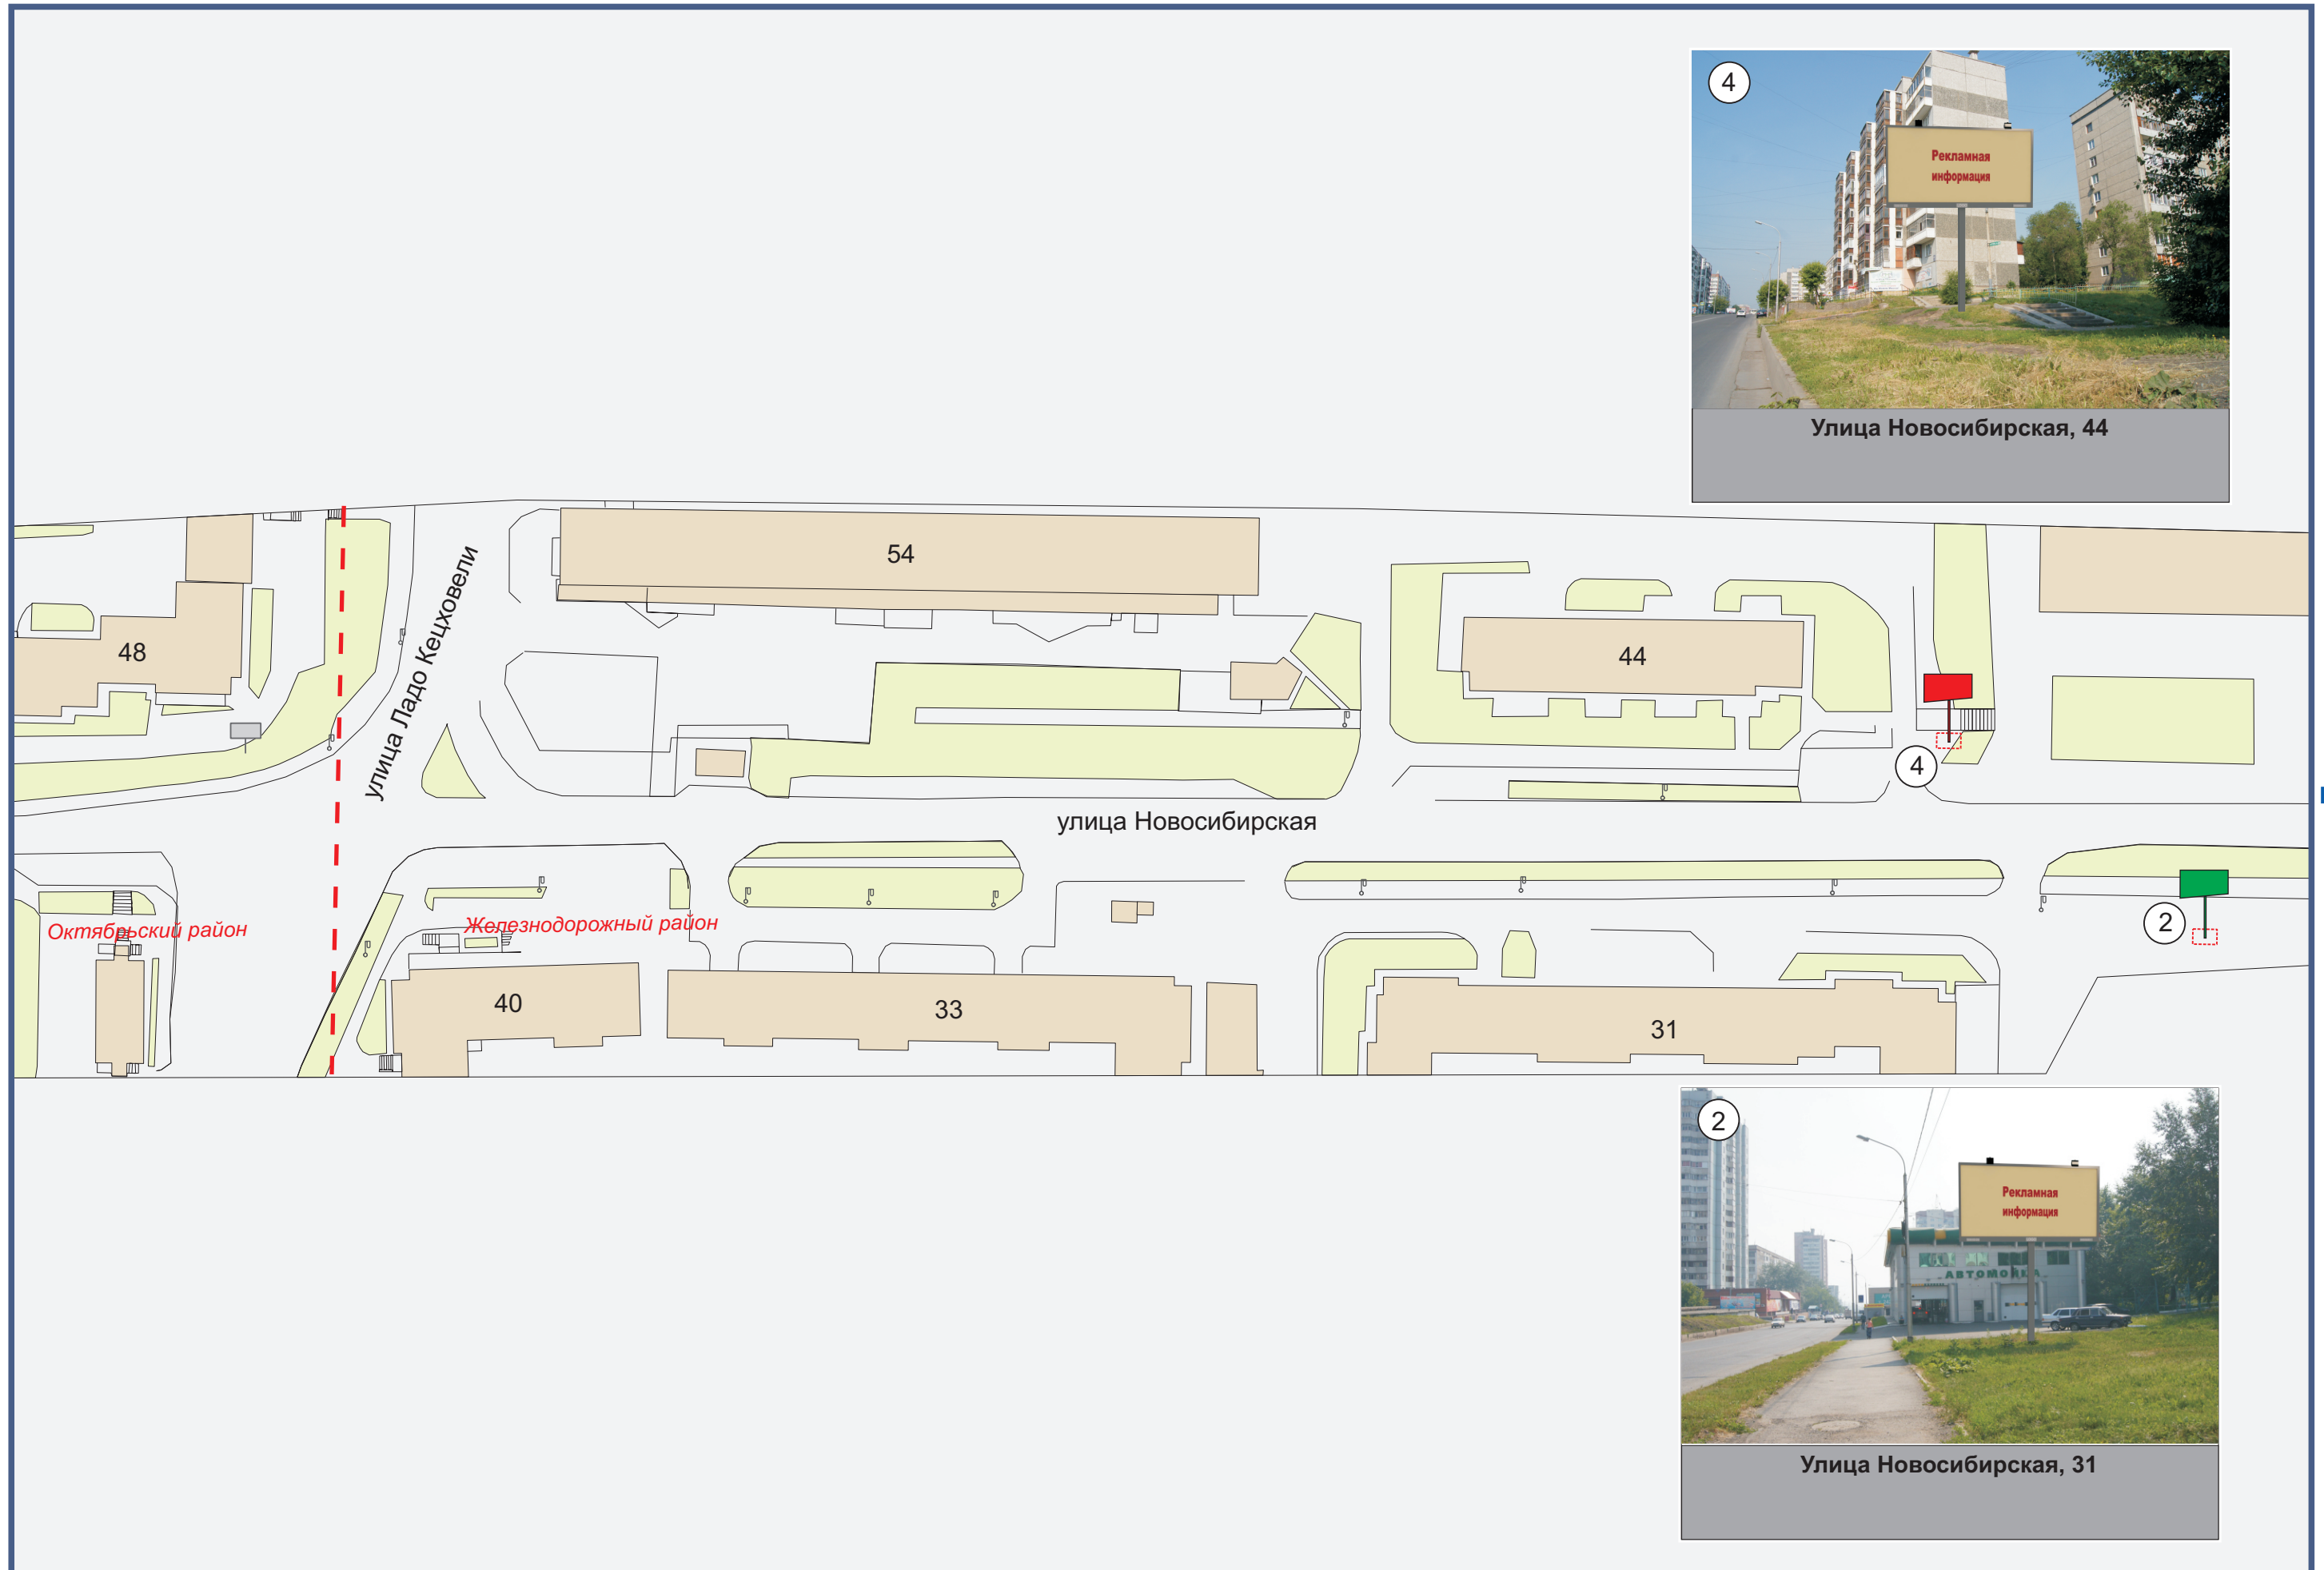 4
Рекламная
информация
Улица Новосибирская, 44
54
48
44
улица Ладо Кецховели
4
улица Новосибирская
2
Октябрьский район
Железнодорожный район
40
33
31
2
Рекламная
информация
АВТОМОЙКА
Улица Новосибирская, 31